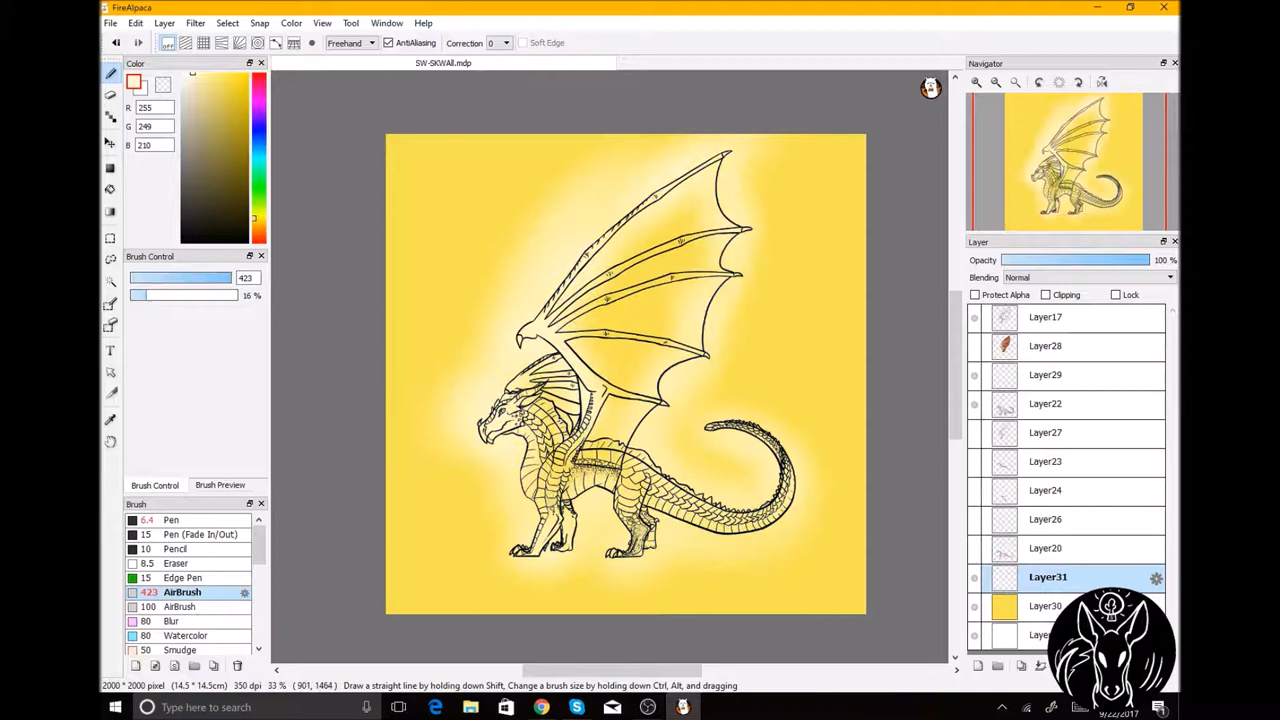 FireAlpaca
File Edit Layer Filter Select Snap Color View Tool Window Help
OFF Freehand AntiAliasing Correction 0 Soft Edge
Color
SW-SKWAll.mdp
Navigator
R 255
G 249
B 210
Brush Control
423
16 %
Layer
Opacity 100 %
Blending Normal
Protect Alpha Clipping Lock
Layer17
Layer28
Layer29
Layer22
Layer27
Layer23
Layer24
Layer26
Layer20
Layer31
Layer30
Brush Control Brush Preview
Brush
6.4 Pen
15 Pen (Fade In/Out)
10 Pencil
8.5 Eraser
15 Edge Pen
423 AirBrush
100 AirBrush
80 Blur
80 Watercolor
50 Smudge
2000 * 2000 pixel (14.5 * 14.5cm) 350 dpi 33 % ( 901, 1464 ) Draw a straight line by holding down Shift, Change a brush size by holding down Ctrl, Alt, and dragging
Type here to search
9/22/2017